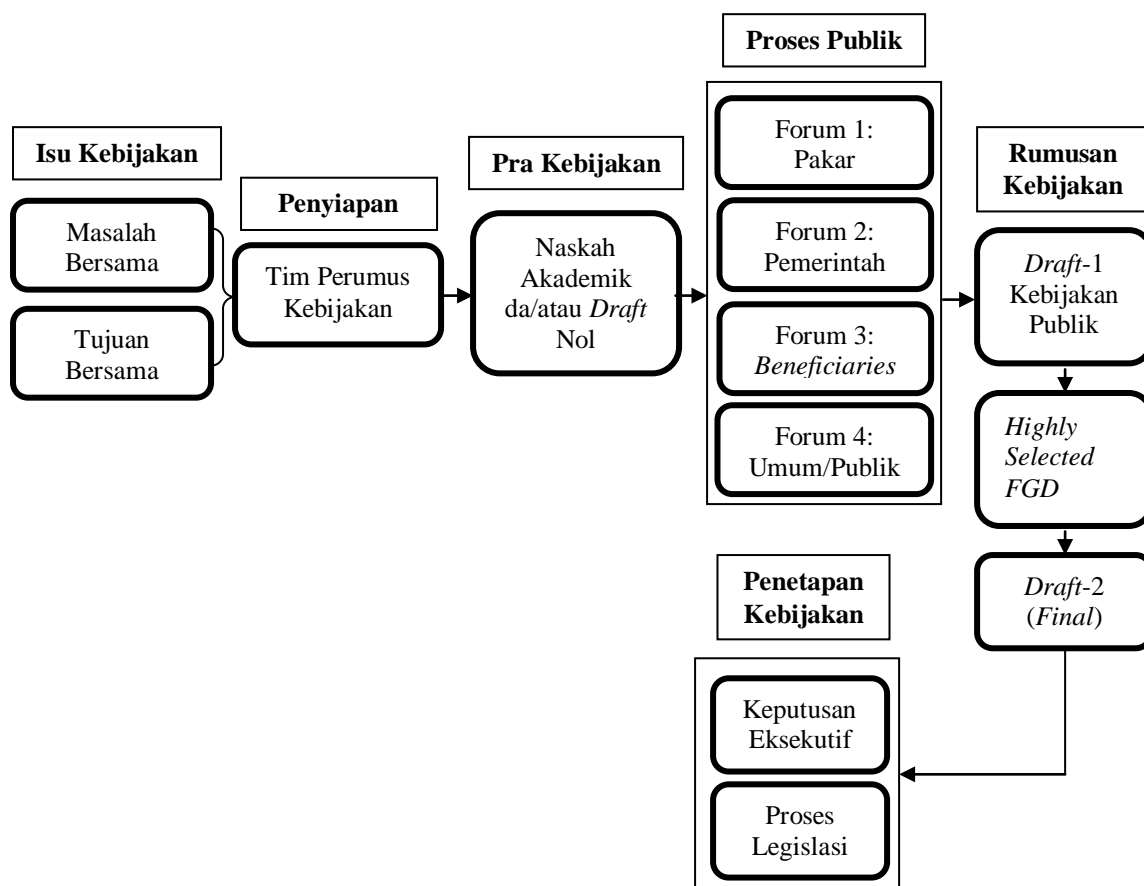 Isu Kebijakan
Masalah
Bersama
Tujuan
Bersama
Penyiapan
Tim Perumus
Kebijakan
Pra Kebijakan
Naskah
Akademik
da/atau Draft
Nol
Proses Publik
Forum 1:
Pakar
Forum 2:
Pemerintah
Forum 3:
Beneficiaries
Forum 4:
Umum/Publik
Rumusan
Kebijakan
Draft-1
Kebijakan
Publik
Highly
Selected
FGD
Draft-2
(Final)
Penetapan
Kebijakan
Keputusan
Eksekutif
Proses
Legislasi